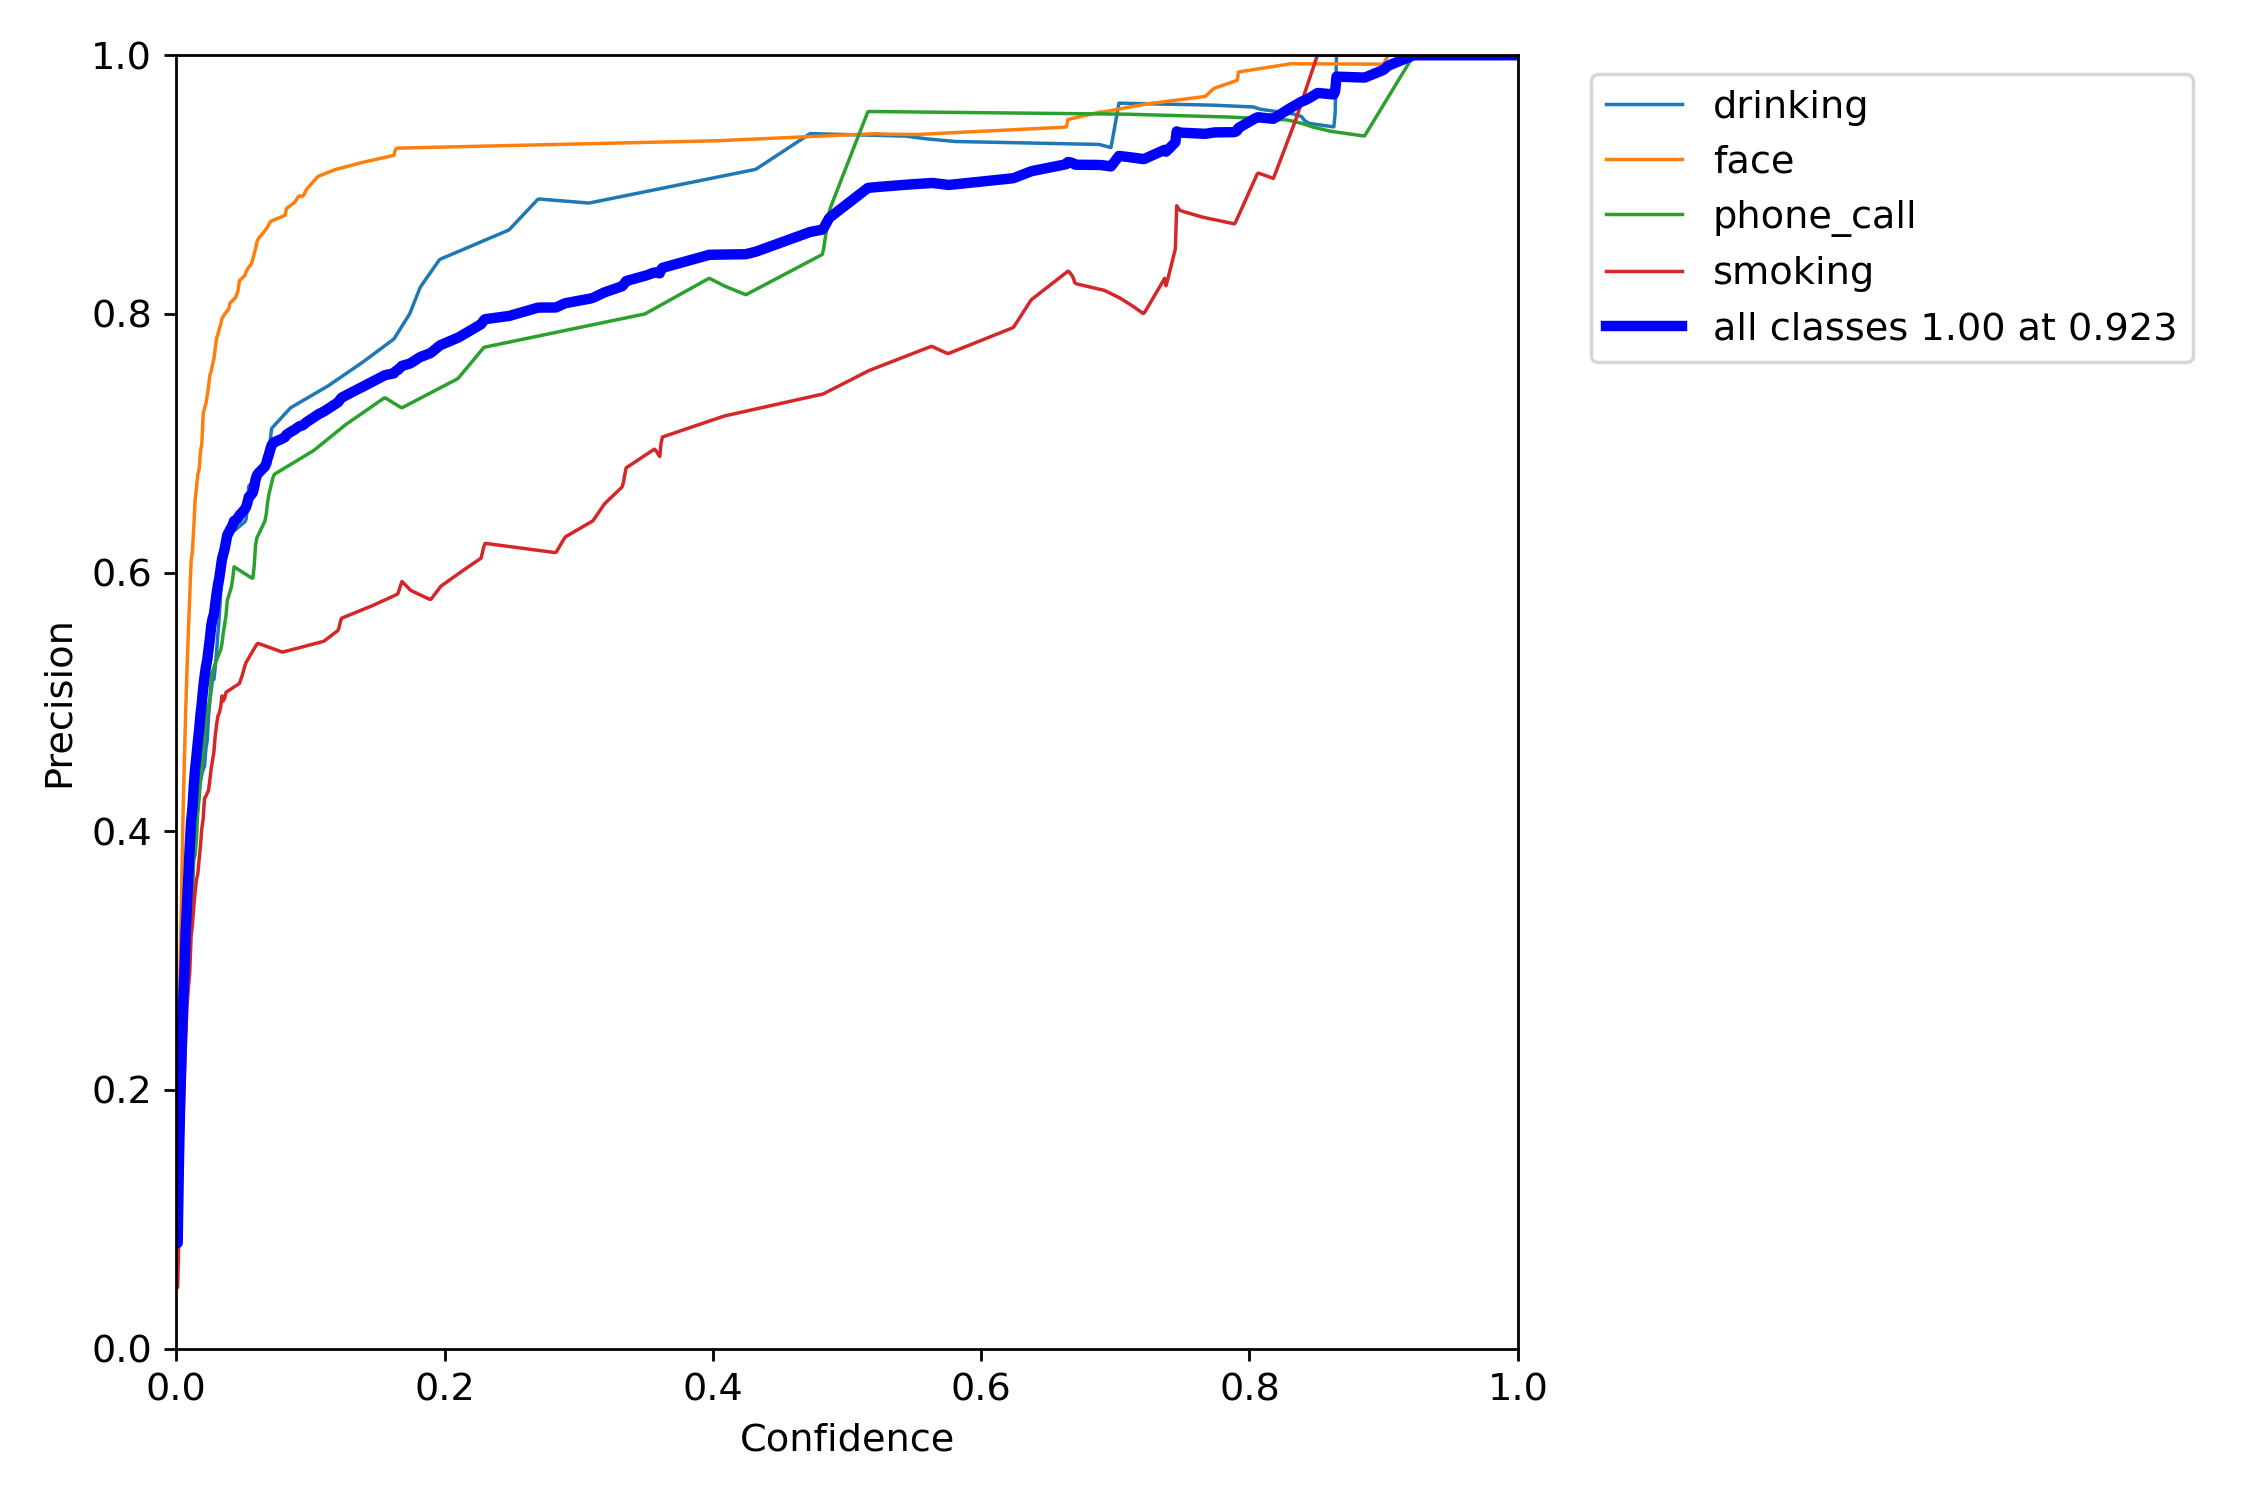 1.0
0.8
0.6
0.4
0.2
0.0
Precision
0.0 0.2 0.4 0.6 0.8 1.0
Confidence
drinking
face
phone_call
smoking
all classes 1.00 at 0.923